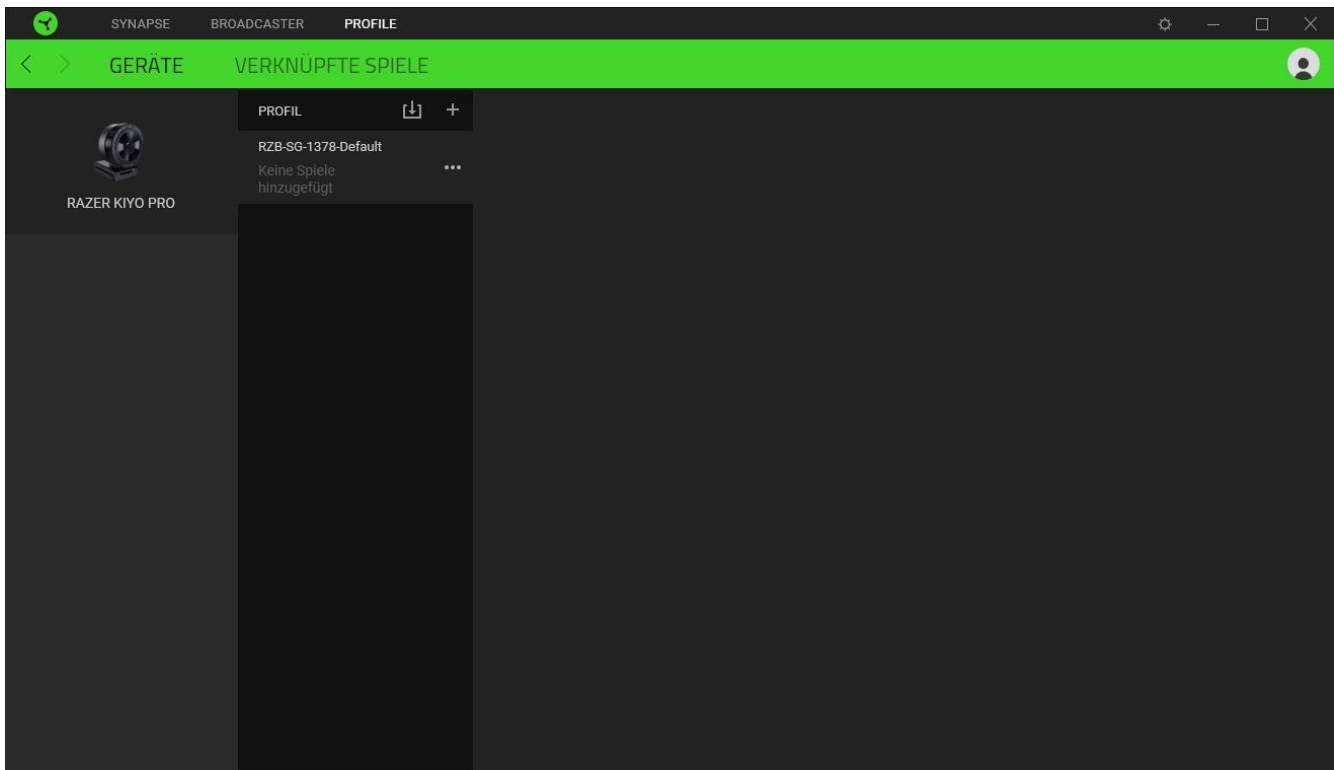 SYNAPSE BROADCASTER PROFILE
GERÄTE VERKNÜPFTE SPIELE
RAZER KIYO PRO
PROFIL
RZB-SG-1378-Default
Keine Spiele
hinzugefügt